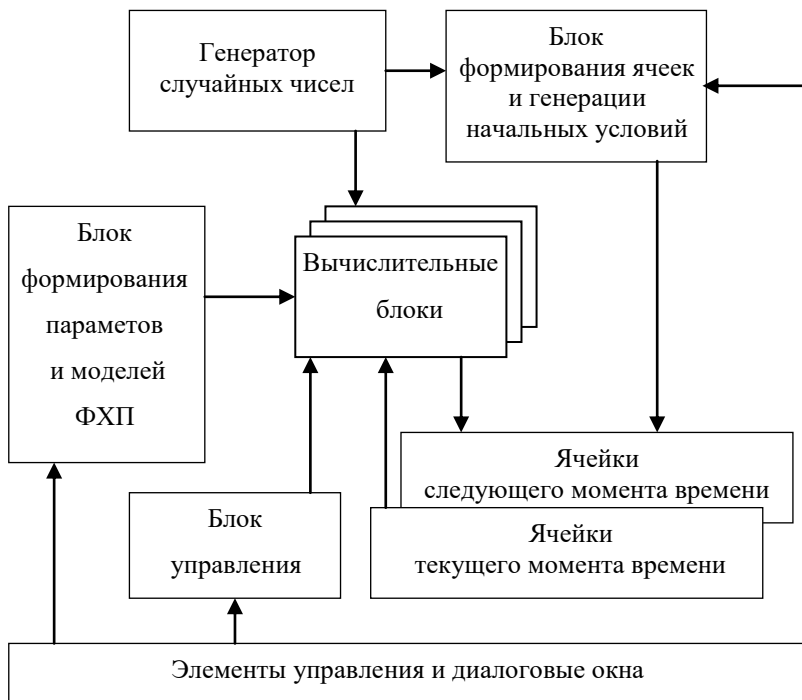 Генератор
случайных чисел
Блок
формирования ячеек
и генерации
начальных условий
Блок
формирования
параметов
и моделей
ФХП
Вычислительные
блоки
Ячейки
следующего момента времени
Блок
управления
Ячейки
текущего момента времени
Элементы управления и диалоговые окна